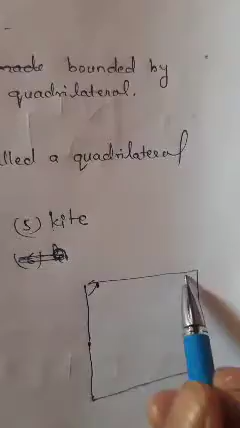 bounded by
quadrilateral.
lled a quadrilateral
(5) kite